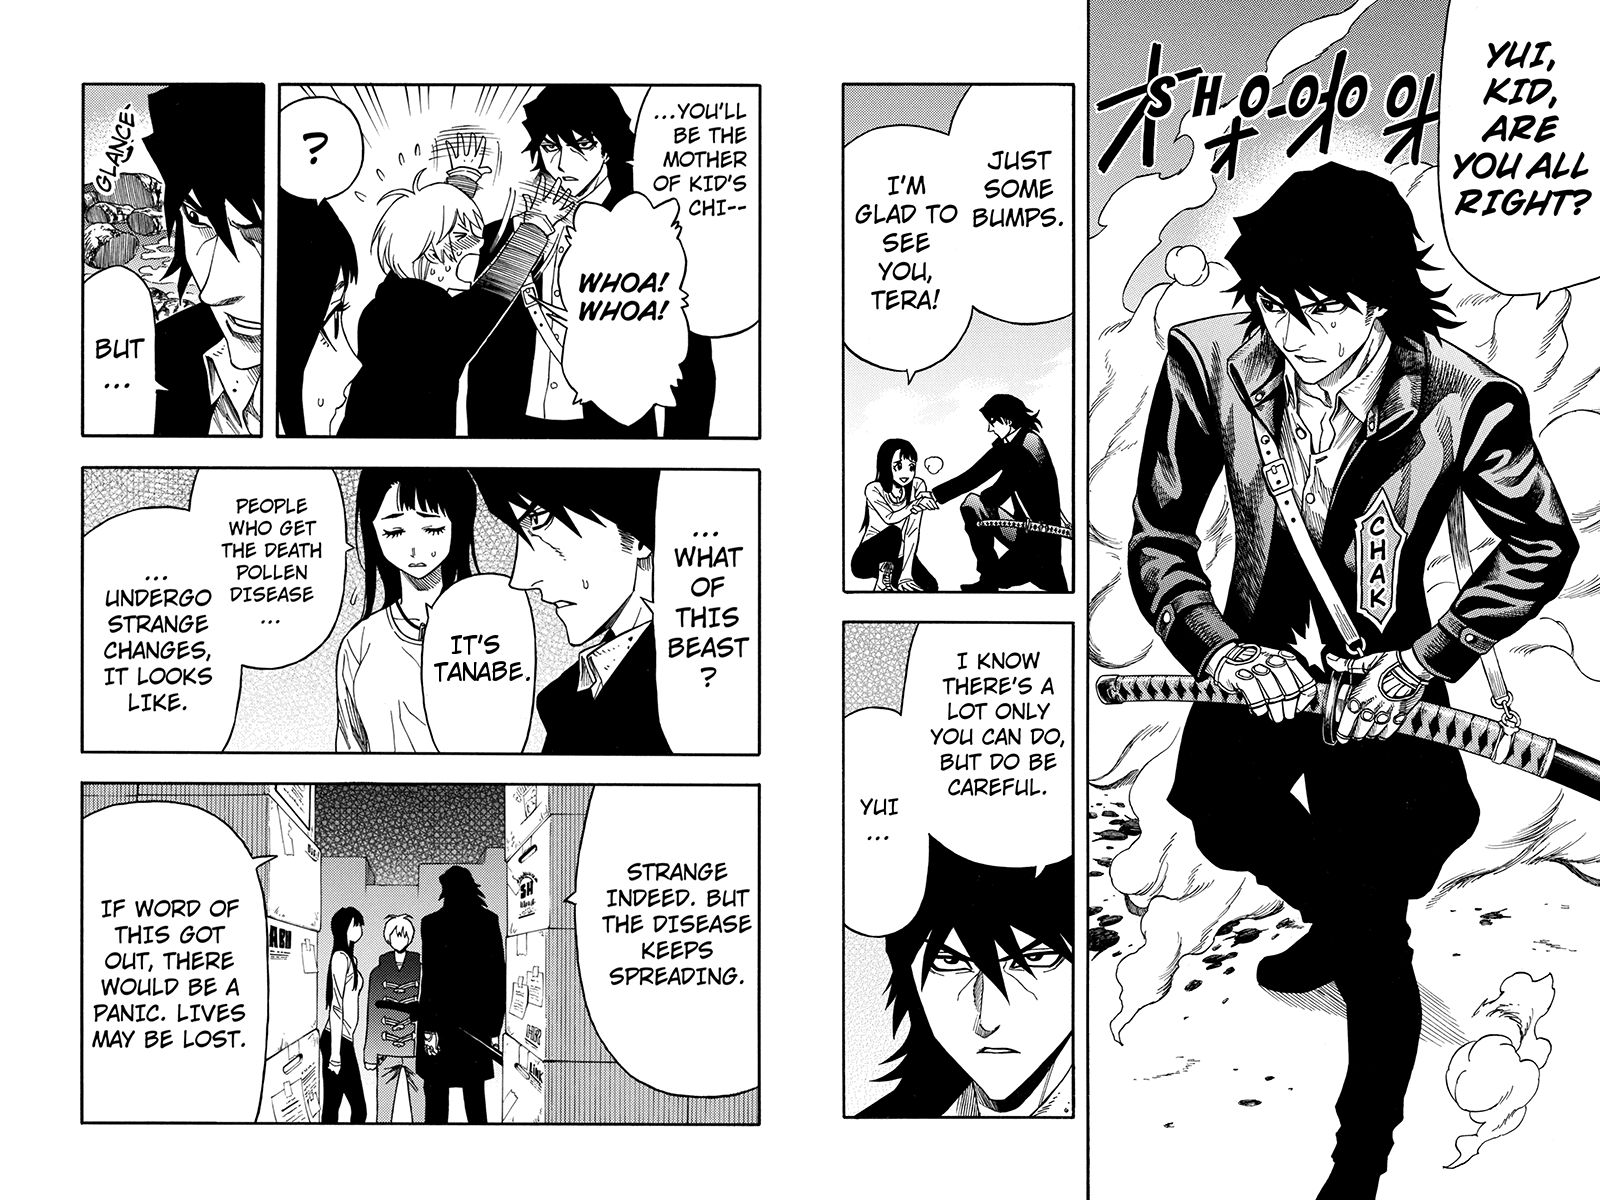 YUI,
KID,
ARE
YOU ALL
RIGHT?
SHOOOO
CHAK
JUST
SOME
BUMPS.
I'M
GLAD TO
SEE
YOU,
TERA!
I KNOW
THERE'S A
LOT ONLY
YOU CAN DO,
BUT DO BE
CAREFUL.
YUI
...
...YOU'LL
BE THE
MOTHER
OF KID'S
CHI--
WHOA!
WHOA!
?
GLANCE
BUT
...
...
WHAT
OF
THIS
BEAST
?
IT'S
TANABE.
PEOPLE
WHO GET
THE DEATH
POLLEN
DISEASE
...
...
UNDERGO
STRANGE
CHANGES,
IT LOOKS
LIKE.
STRANGE
INDEED. BUT
THE DISEASE
KEEPS
SPREADING.
IF WORD OF
THIS GOT
OUT, THERE
WOULD BE A
PANIC. LIVES
MAY BE LOST.
SH
LINK